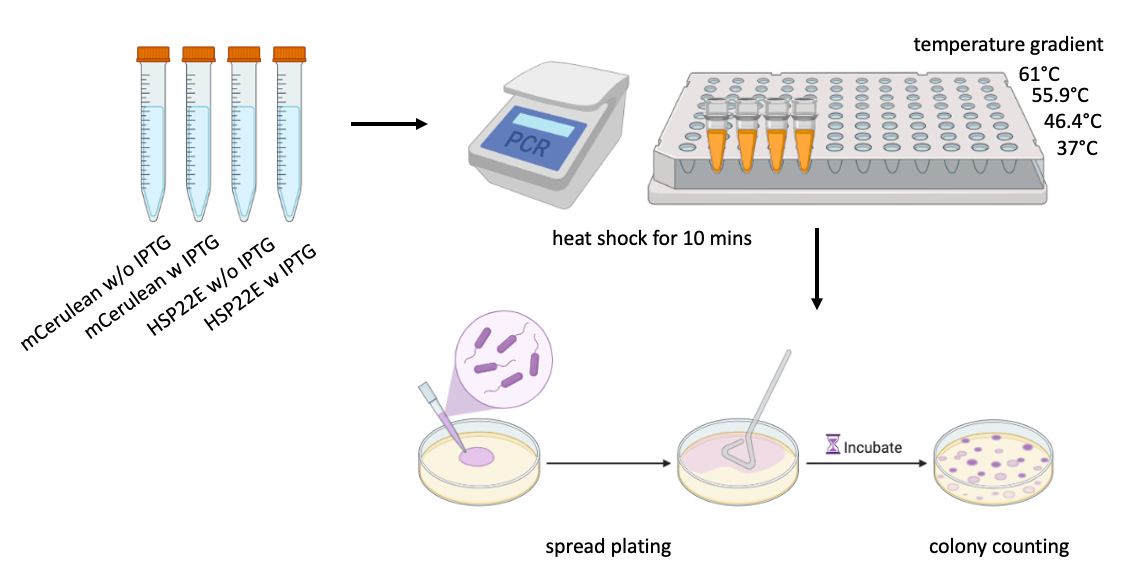 temperature gradient
61°C
55.9°C
46.4°C
37°C
PCR
heat shock for 10 mins
mCerulean w/o IPTG
mCerulean w IPTG
HSP22E w/o IPTG
HSP22E w IPTG
Incubate
spread plating
colony counting